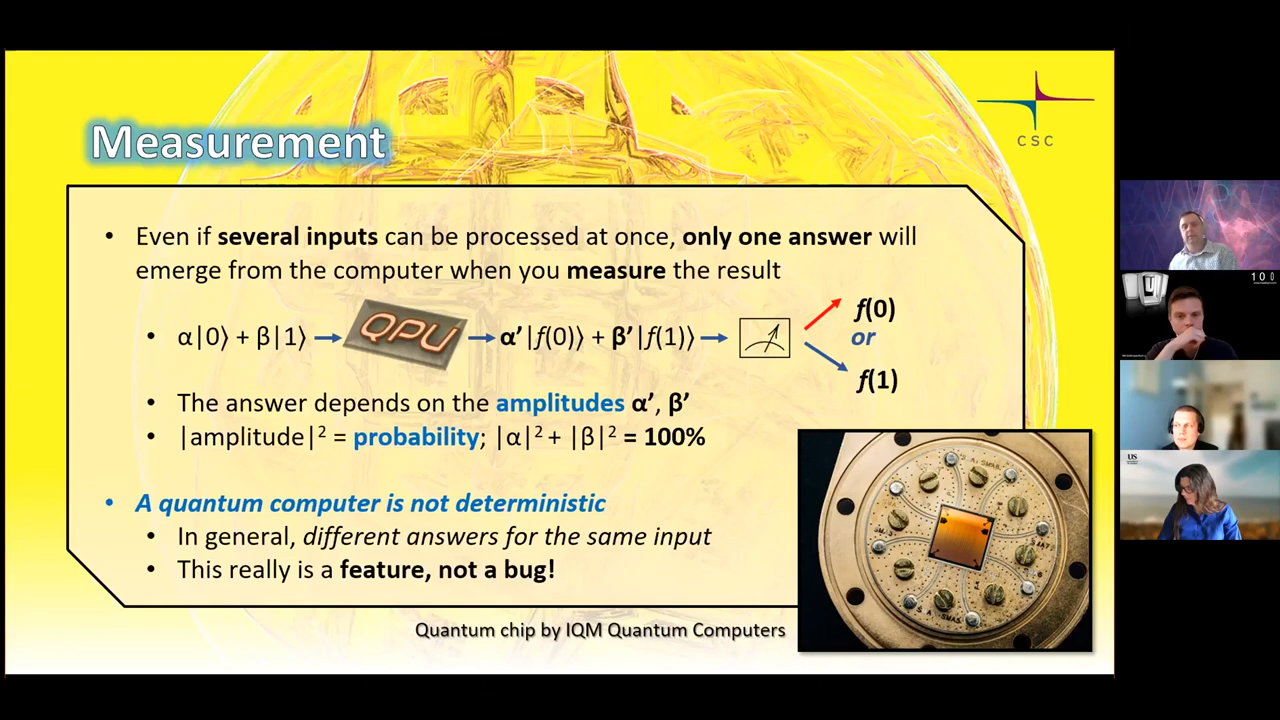 Measurement
CSC
• Even if several inputs can be processed at once, only one answer will
emerge from the computer when you measure the result
• α|0⟩ + β|1⟩ QPU α’|f(0)⟩ + β’|f(1)⟩ f(0)
or
f(1)
• The answer depends on the amplitudes α’, β’
• |amplitude|² = probability; |α|² + |β|² = 100%
• A quantum computer is not deterministic
• In general, different answers for the same input
• This really is a feature, not a bug!
Quantum chip by IQM Quantum Computers
100
US